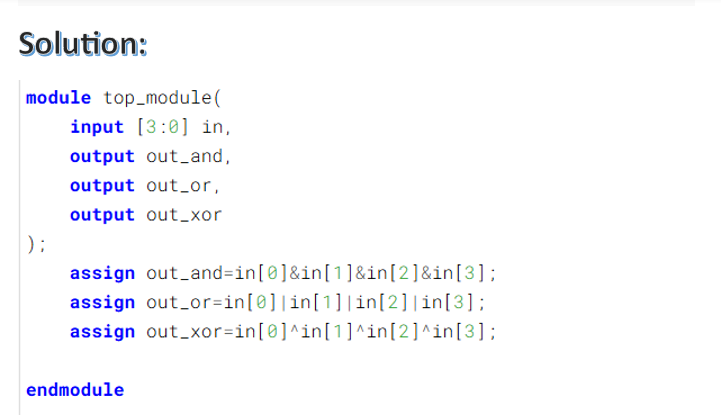 Solution:
module top_module(
    input [3:0] in,
    output out_and,
    output out_or,
    output out_xor
);
    assign out_and=in[0]&in[1]&in[2]&in[3];
    assign out_or=in[0]|in[1]|in[2]|in[3];
    assign out_xor=in[0]^in[1]^in[2]^in[3];
endmodule